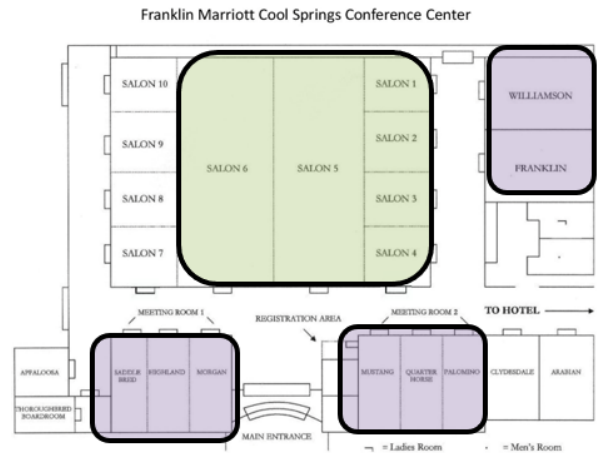 Franklin Marriott Cool Springs Conference Center
SALON 10
SALON 1
WILLIAMSON
SALON 9
SALON 2
SALON 6
SALON 5
FRANKLIN
SALON 8
SALON 3
SALON 7
SALON 4
MEETING ROOM 1
REGISTRATION AREA
MEETING ROOM 2
TO HOTEL
APPALOOSA
SADDLE
BRED
HIGHLAND
MORGAN
MUSTANG
QUARTER
HORSE
PALOMINO
CLYDESDALE
ARABIAN
THOROUGHBRED
BOARDROOM
MAIN ENTRANCE
= Ladies Room
= Men's Room